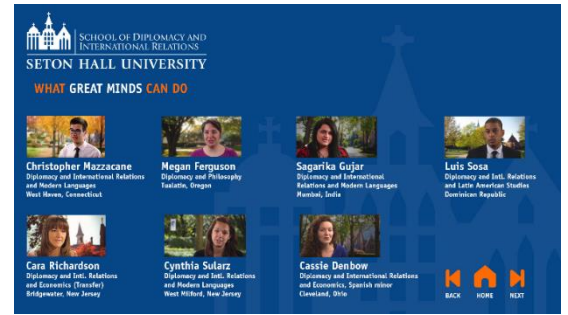 SCHOOL OF DIPLOMACY AND
INTERNATIONAL RELATIONS
SETON HALL UNIVERSITY
WHAT GREAT MINDS CAN DO
Christopher Mazzacane
Diplomacy and International Relations
and Modern Languages
West Haven, Connecticut
Megan Ferguson
Diplomacy and Philosophy
Tualatin, Oregon
Sagarika Gujar
Diplomacy and International
Relations and Modern Languages
Mumbai, India
Luis Sosa
Diplomacy and Intl. Relations
and Latin American Studies
Dominican Republic
Cara Richardson
Diplomacy and Intl. Relations
and Economics (Transfer)
Bridgewater, New Jersey
Cynthia Sularz
Diplomacy and Intl. Relations
and Modern Languages
West Milford, New Jersey
Cassie Denbow
Diplomacy and International Relations
and Economics, Spanish minor
Cleveland, Ohio
BACK
HOME
NEXT